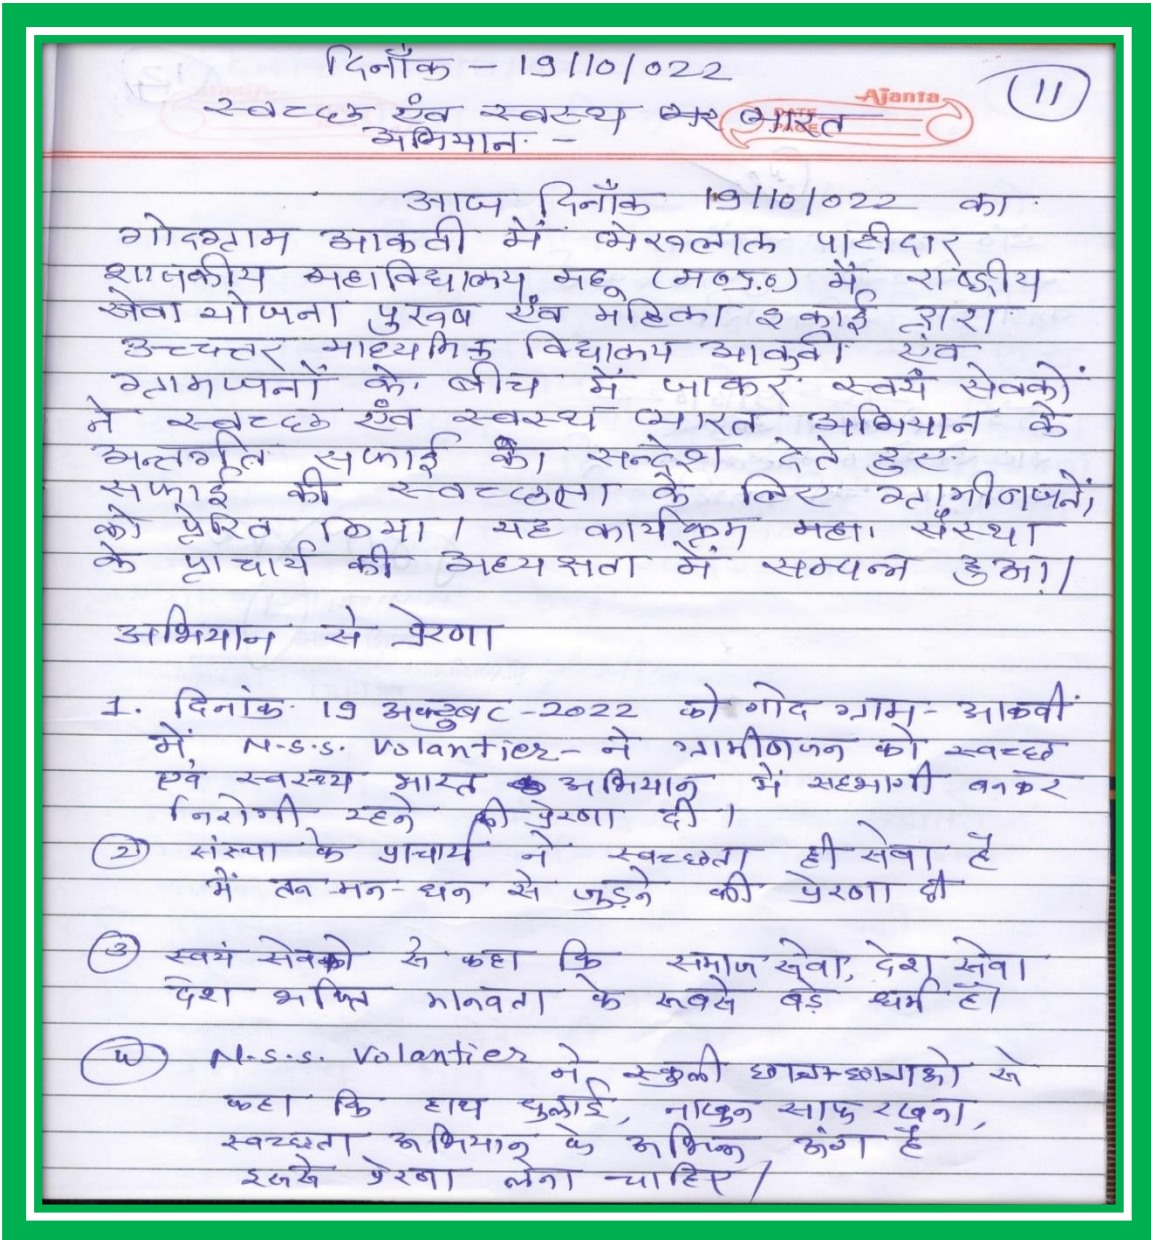 दिनाँक - 19/10/022
11
Ajanta
स्वच्छ एंव स्वस्थ भारत
अभियान -
आज दिनाँक 19/10/022 का
गोदग्राम आकवी में भेरूलाल पाटीदार
शासकीय महाविद्यालय महू (म०प्र०) में राष्ट्रीय
सेवा योजना पुरूष एंव महिला इकाई द्वारा
उच्चत्तर माध्यमिक विद्यालय आकवी एंव
ग्रामजनों के बीच में जाकर स्वयं सेवकों
ने स्वच्छ एंव स्वस्थ भारत अभियान के
अन्तर्गत सफाई का सन्देश देते हुए
सफाई की स्वच्छता के लिए ग्रामीनजनों
को प्रेरित किया। यह कार्यक्रम महा. संस्था
के प्राचार्य की अध्यक्षता में सम्पन्न हुआ।
अभियान से प्रेरणा
1. दिनांक 19 अक्टुबर -2022 को गोद ग्राम - आकवी
में N.S.S. Volantier - ने ग्रामीणजन को स्वच्छ
एवं स्वस्थ्य भारत अभियान में सहभागी बनकर
निरोगी रहने की प्रेरणा दी।
2) संस्था के प्राचार्य ने स्वच्छता ही सेवा है
में तन-मन-धन से जुड़ने की प्रेरणा दी
3) स्वयं सेवको से कहा कि समाज सेवा, देश सेवा
देश भक्ति मानवता के सबसे बड़े धर्म है।
4) N.S.S. Volantier ने स्कुली छात्र-छात्राओ से
कहा कि हाथ धुलाई, नाखुन साफ रखना,
स्वच्छता अभियान के अभिन्न अंग है
इससे प्रेरणा लेना चाहिए।